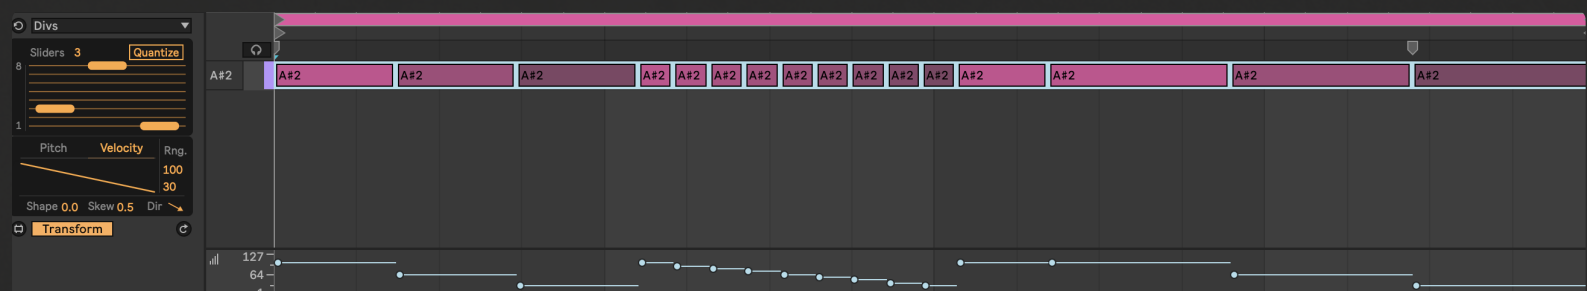 Divs
Sliders 3 Quantize
8
1
Pitch Velocity Rng.
100
30
Shape 0.0 Skew 0.5 Dir
Transform
A#2 A#2 A#2 A#2 A#2 A#2 A#2 A#2 A#2 A#2 A#2 A#2 A#2 A#2 A#2 A#2 A#2
127
64